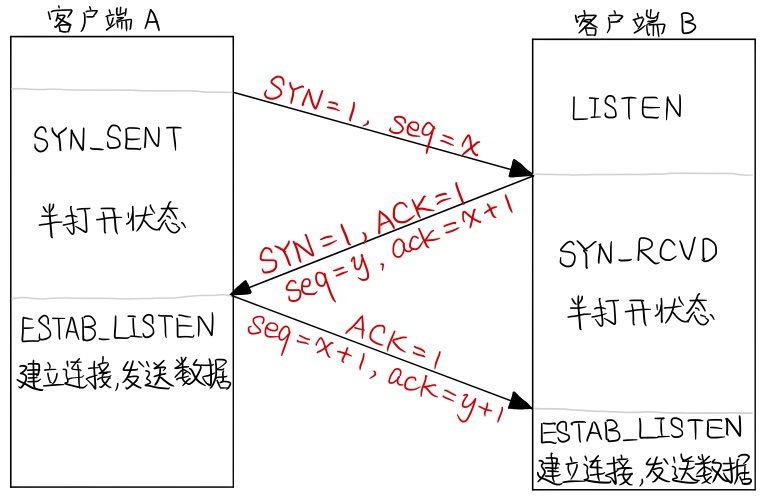 客户端 A
客户端 B
SYN=1, seq=x
LISTEN
SYN_SENT
半打开状态
SYN=1, ACK=1
seq=y, ack=x+1
SYN_RCVD
半打开状态
ESTAB_LISTEN
建立连接,发送数据
ACK=1
seq=x+1, ack=y+1
ESTAB_LISTEN
建立连接,发送数据